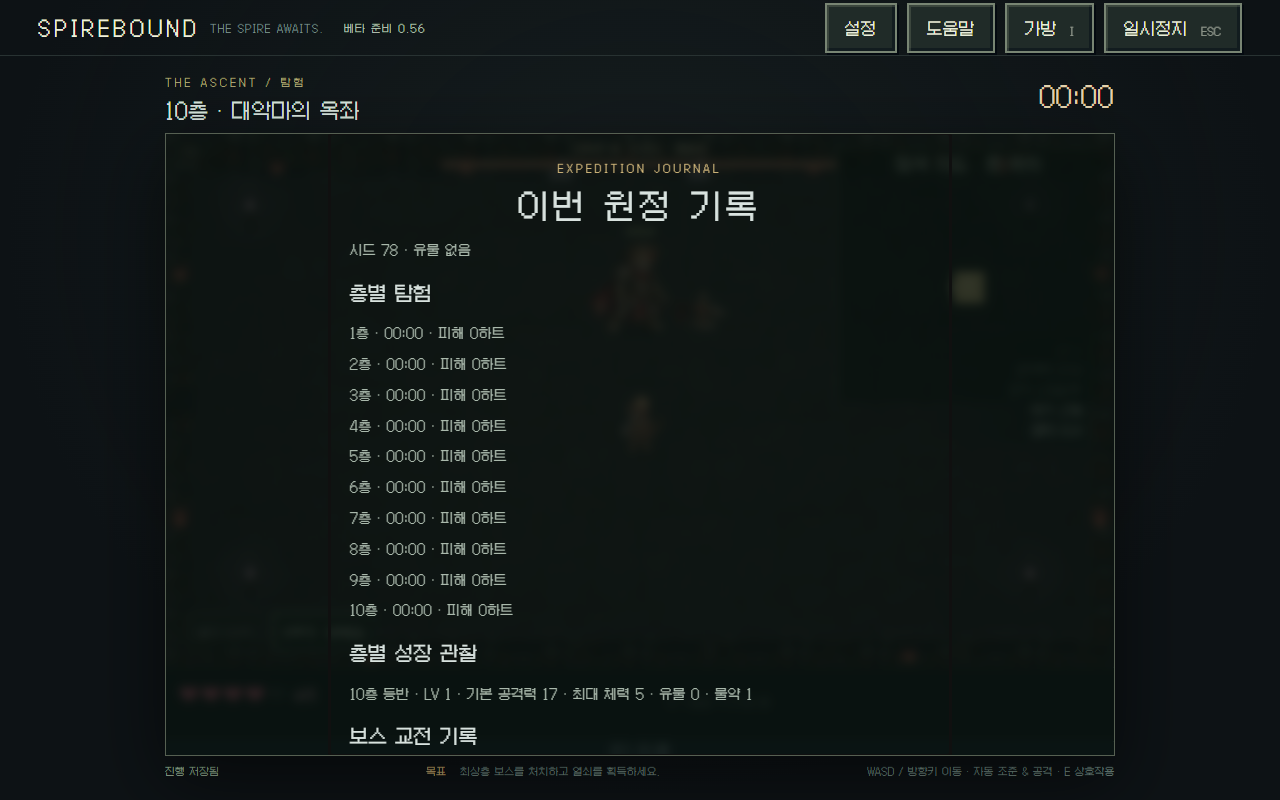 SPIREBOUND THE SPIRE AWAITS. 베타 준비 0.56 설정 도움말 가방 I 일시정지 ESC
THE ASCENT / 탐험
10층 · 대악마의 옥좌 00:00
EXPEDITION JOURNAL
이번 원정 기록
시드 78 · 유물 없음
층별 탐험
1층 · 00:00 · 피해 0하트
2층 · 00:00 · 피해 0하트
3층 · 00:00 · 피해 0하트
4층 · 00:00 · 피해 0하트
5층 · 00:00 · 피해 0하트
6층 · 00:00 · 피해 0하트
7층 · 00:00 · 피해 0하트
8층 · 00:00 · 피해 0하트
9층 · 00:00 · 피해 0하트
10층 · 00:00 · 피해 0하트
층별 성장 관찰
10층 등반 · LV 1 · 기본 공격력 17 · 최대 체력 5 · 유물 0 · 물약 1
보스 교전 기록
진행 저장됨 목표 최상층 보스를 처치하고 열쇠를 획득하세요. WASD / 방향키 이동 · 자동 조준 & 공격 · E 상호작용